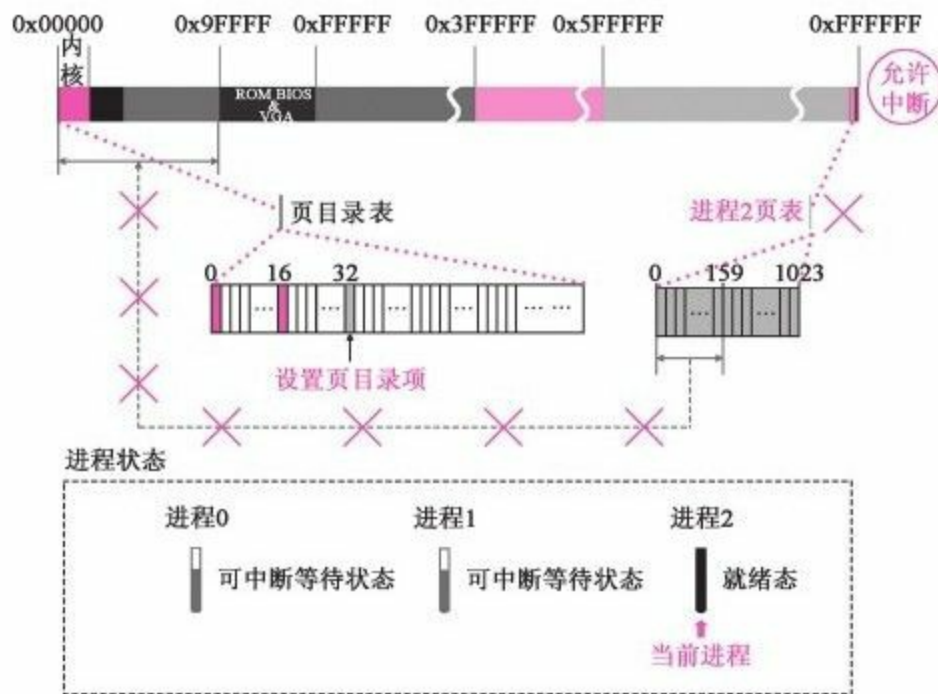 0x00000 0x9FFFF 0xFFFFF 0x3FFFFF 0x5FFFFF 0xFFFFFF
内核
ROM BIOS
&
VGA
允许
中断
页目录表
进程2页表
0 16 32
0 159 1023
... ... ... ... ... ...
... ...
设置页目录项
进程状态
进程0 进程1 进程2
可中断等待状态 可中断等待状态 就绪态
当前进程